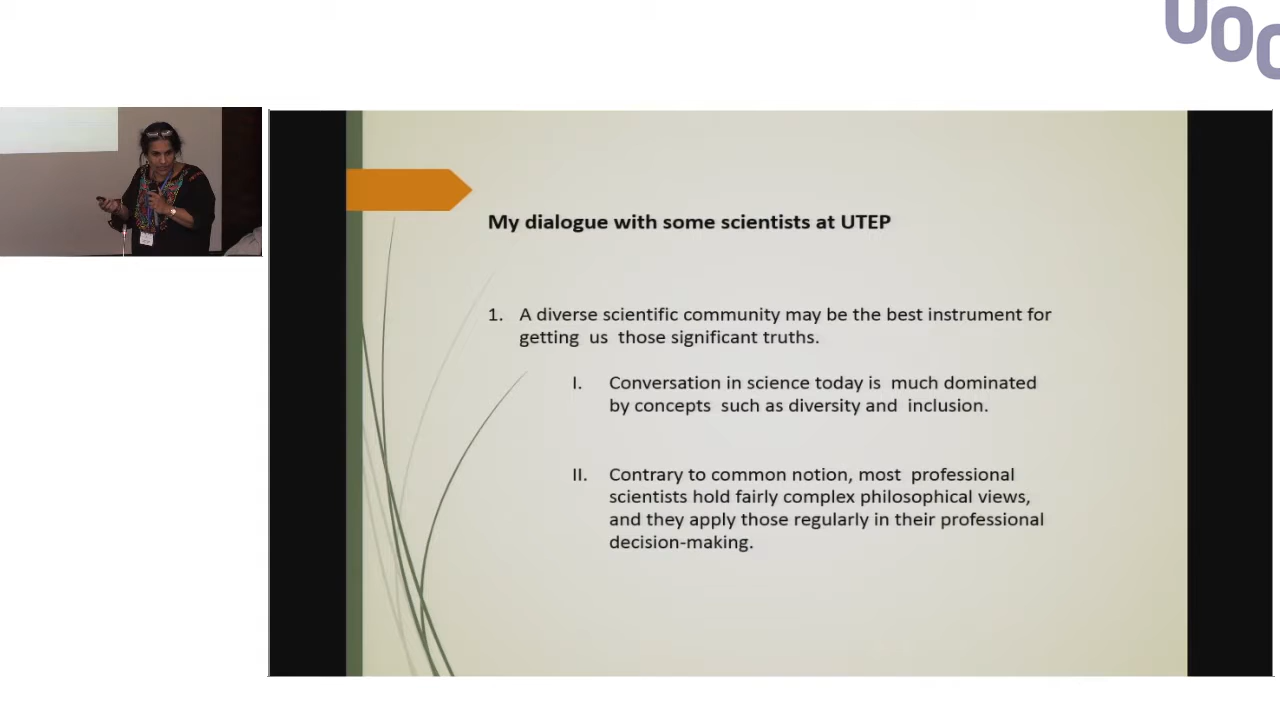 UOC
My dialogue with some scientists at UTEP
1. A diverse scientific community may be the best instrument for
getting us those significant truths.
I. Conversation in science today is much dominated
by concepts such as diversity and inclusion.
II. Contrary to common notion, most professional
scientists hold fairly complex philosophical views,
and they apply those regularly in their professional
decision-making.